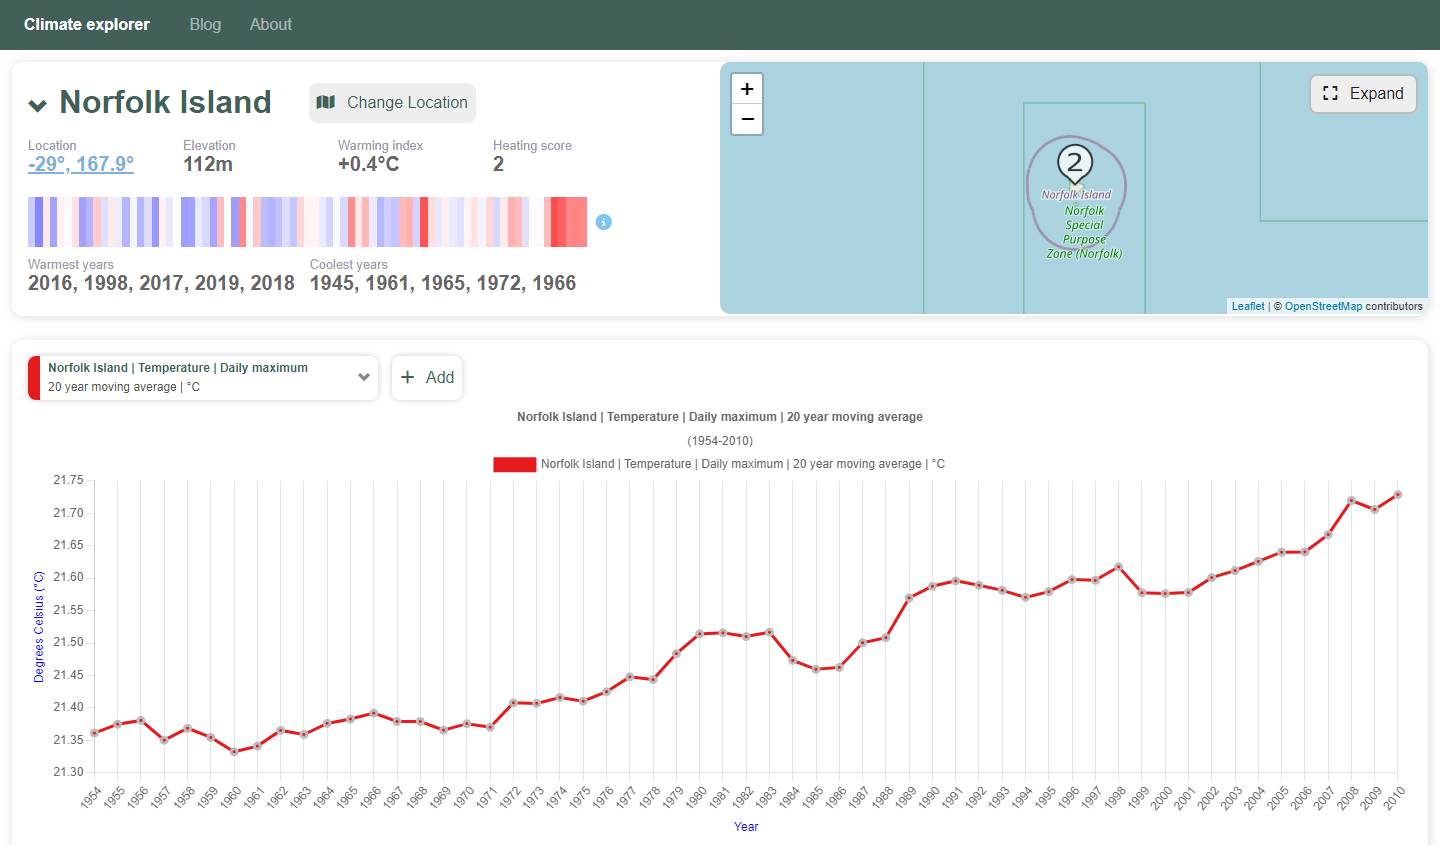 Climate explorer Blog About
Norfolk Island Change Location
Location Elevation Warming index Heating score
-29°, 167.9° 112m +0.4°C 2
Warmest years Coolest years
2016, 1998, 2017, 2019, 2018 1945, 1961, 1965, 1972, 1966
+
−
Expand
2
Norfolk Island
Norfolk
Special
Purpose
Zone (Norfolk)
Leaflet | © OpenStreetMap contributors
Norfolk Island | Temperature | Daily maximum
20 year moving average | °C
+ Add
Norfolk Island | Temperature | Daily maximum | 20 year moving average
(1954-2010)
Norfolk Island | Temperature | Daily maximum | 20 year moving average | °C
21.75
21.70
21.65
21.60
21.55
21.50
21.45
21.40
21.35
21.30
Degrees Celsius (°C)
1954 1955 1956 1957 1958 1959 1960 1961 1962 1963 1964 1965 1966 1967 1968 1969 1970 1971 1972 1973 1974 1975 1976 1977 1978 1979 1980 1981 1982 1983 1984 1985 1986 1987 1988 1989 1990 1991 1992 1993 1994 1995 1996 1997 1998 1999 2000 2001 2002 2003 2004 2005 2006 2007 2008 2009 2010
Year